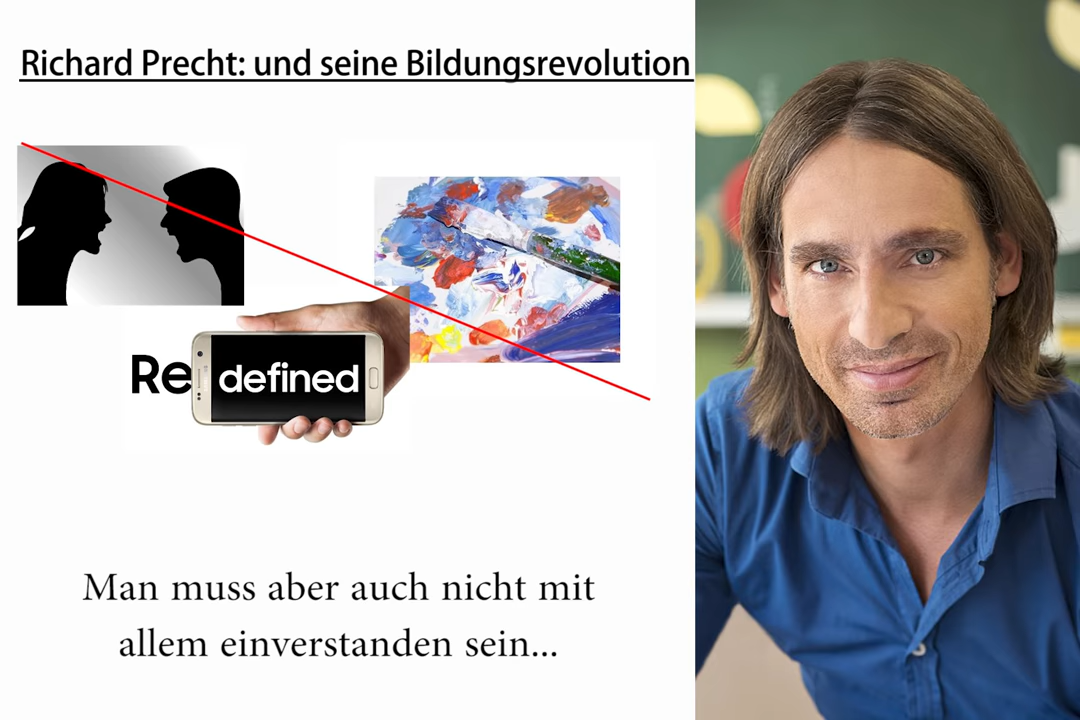 Richard Precht: und seine Bildungsrevolution
Re defined
Man muss aber auch nicht mit
allem einverstanden sein...